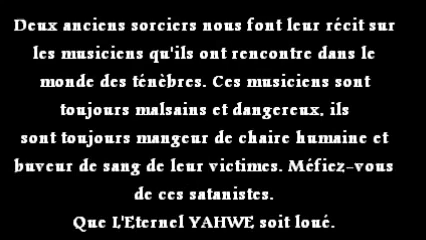 Deux anciens sorciers nous font leur récit sur
les musiciens qu'ils ont rencontre dans le
monde des ténèbres. Ces musiciens sont
toujours malsains et dangereux, ils
sont toujours mangeur de chaire humaine et
buveur de sang de leur victimes. Méfiez-vous
de ces satanistes.
Que L'Eternel YAHWE soit loué.